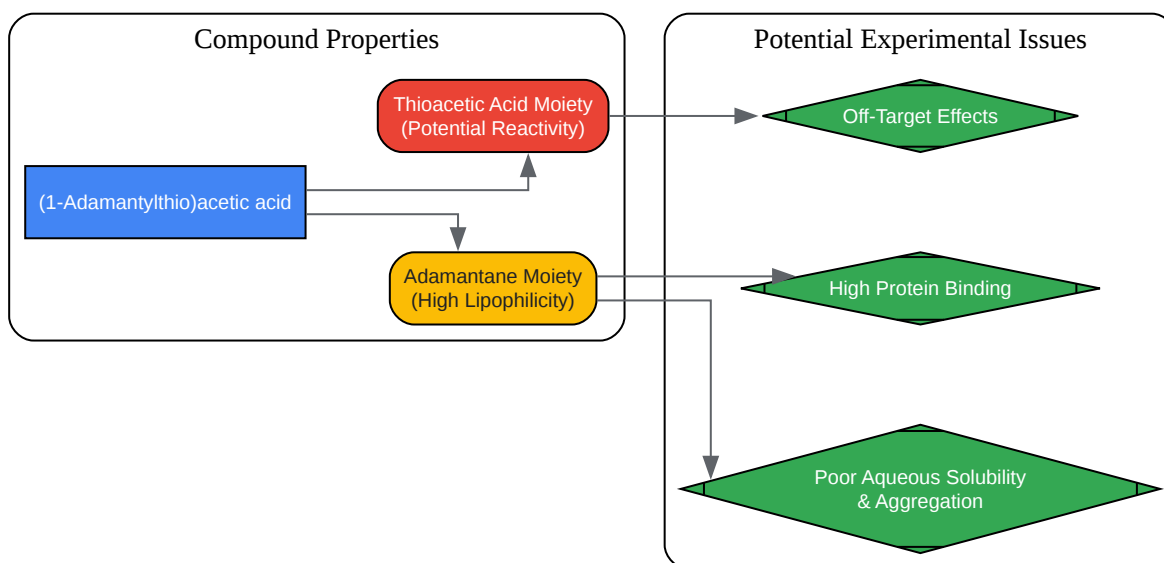 Compound Properties
Potential Experimental Issues
Thioacetic Acid Moiety
(Potential Reactivity)
Off-Target Effects
(1-Adamantylthio)acetic acid
Adamantane Moiety
(High Lipophilicity)
High Protein Binding
Poor Aqueous Solubility
& Aggregation